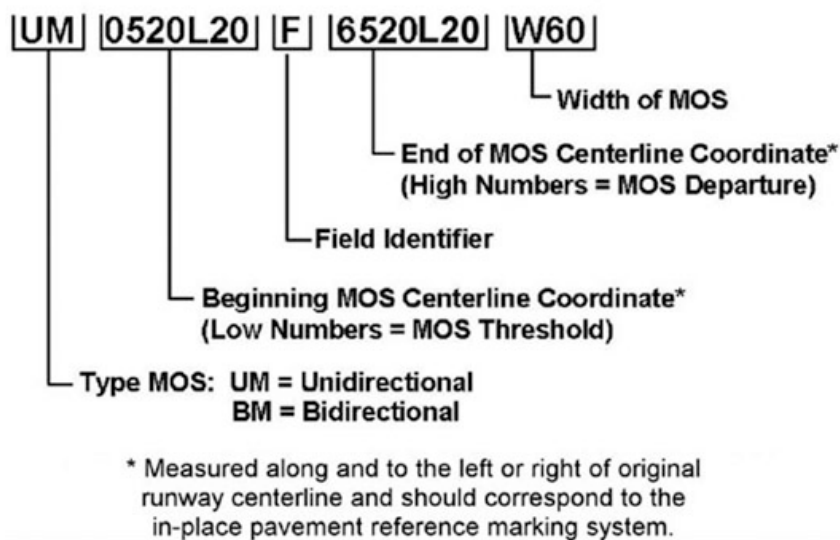 UM 0520L20 F 6520L20 W60
Width of MOS
End of MOS Centerline Coordinate*
(High Numbers = MOS Departure)
Field Identifier
Beginning MOS Centerline Coordinate*
(Low Numbers = MOS Threshold)
Type MOS: UM = Unidirectional
BM = Bidirectional
* Measured along and to the left or right of original
runway centerline and should correspond to the
in-place pavement reference marking system.